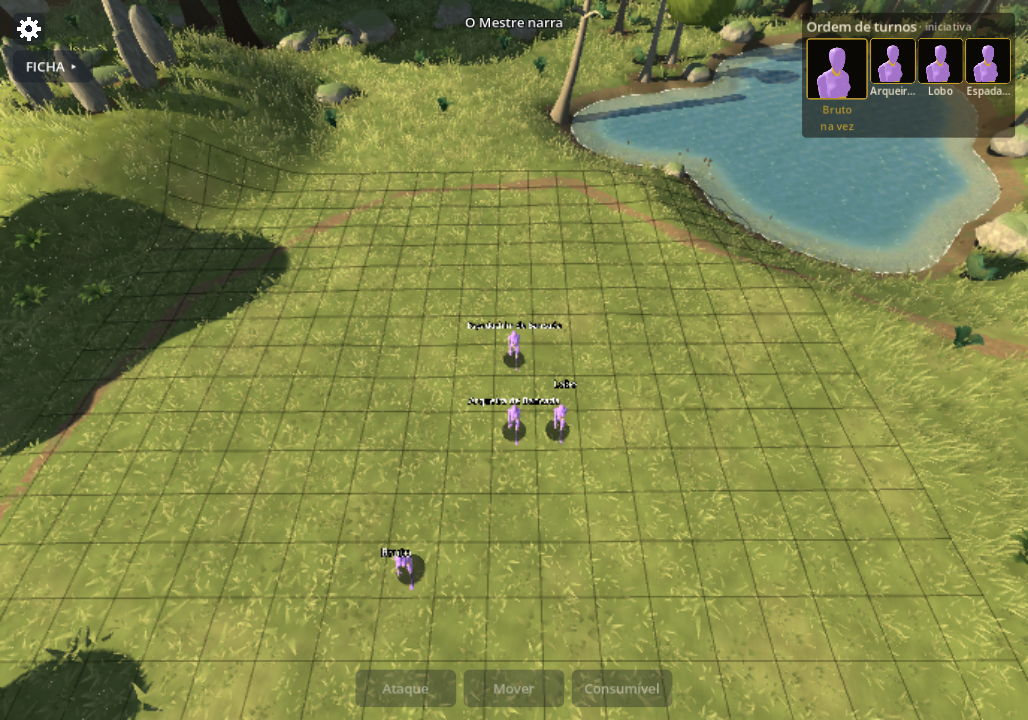 O Mestre narra
Ordem de turnos · iniciativa
FICHA ▸
Arqueir... Lobo Espada...
Bruto
na vez
Lobo
Bruto
Ataque Mover Consumível